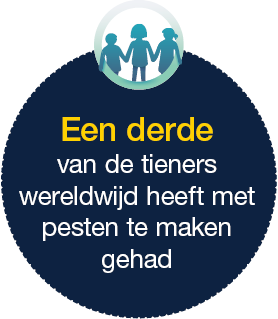 Een derde
van de tieners
wereldwijd heeft met
pesten te maken
gehad